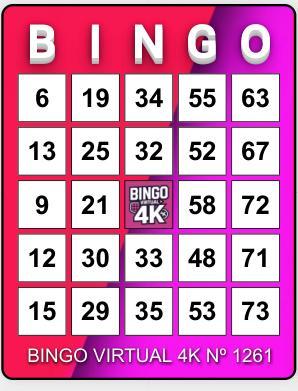 B I N G O
6 19 34 55 63
13 25 32 52 67
9 21 BINGO VIRTUAL 4K 58 72
12 30 33 48 71
15 29 35 53 73
BINGO VIRTUAL 4K Nº 1261